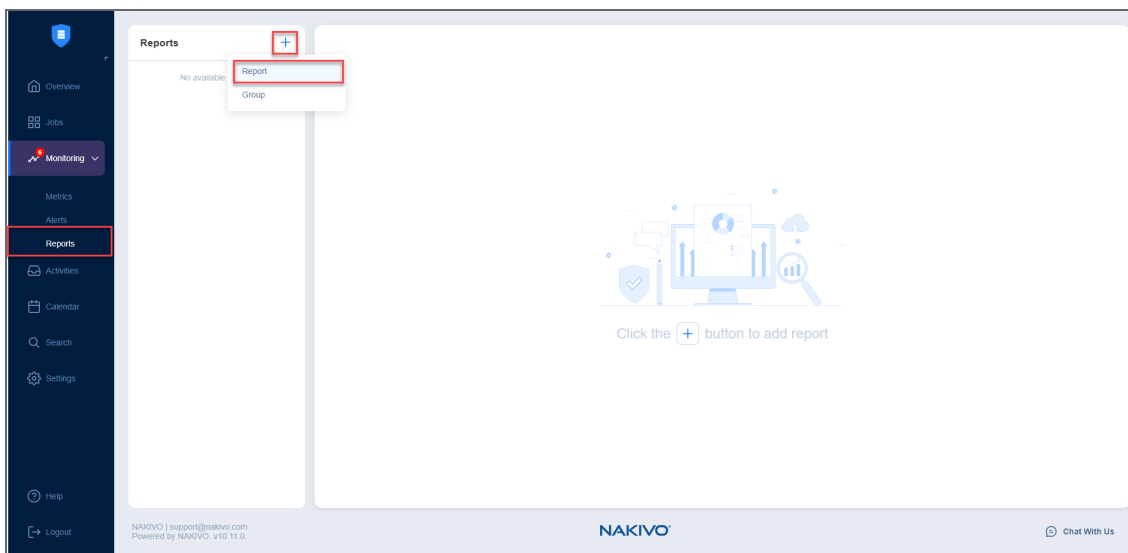 Reports
+
No available
Report
Group
Overview
Jobs
6
Monitoring
Metrics
Alerts
Reports
Activities
Calendar
Search
Settings
Help
Logout
Click the + button to add report
NAKIVO | support@nakivo.com
Powered by NAKIVO. v10.11.0.
NAKIVO
Chat With Us